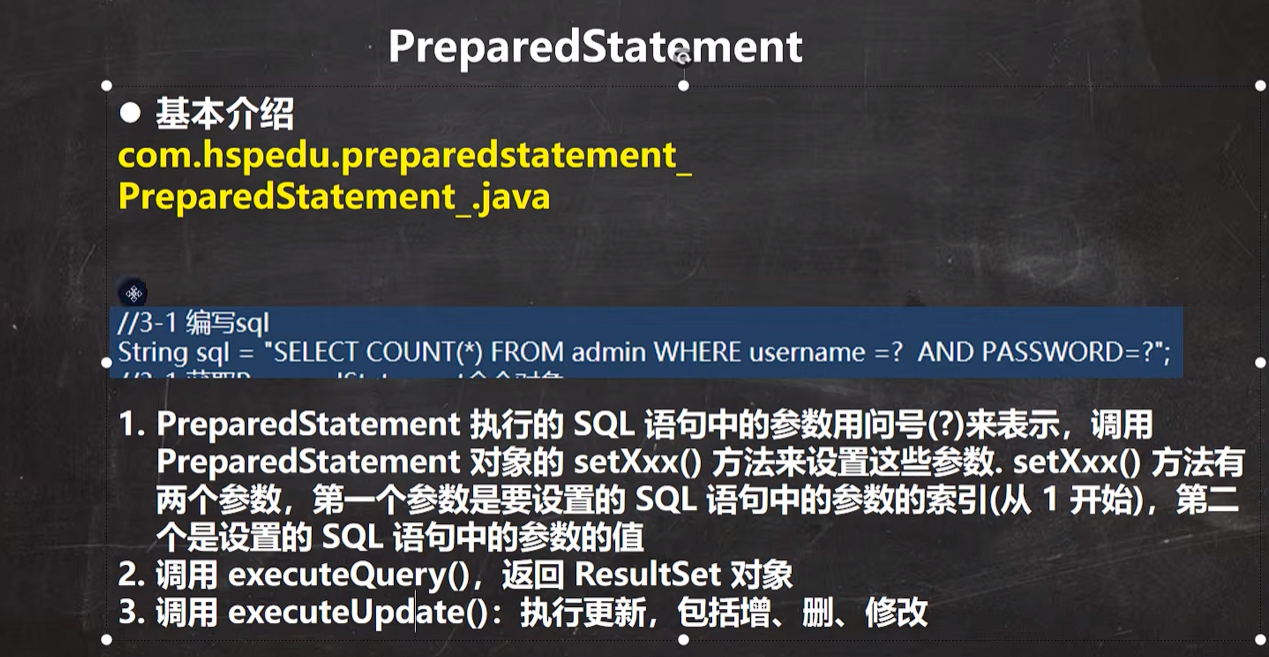 PreparedStatement
● 基本介绍
com.hspedu.preparedstatement_
PreparedStatement_.java
//3-1 编写sql
String sql = "SELECT COUNT(*) FROM admin WHERE username =? AND PASSWORD=?";
1. PreparedStatement 执行的 SQL 语句中的参数用问号(?)来表示，调用
PreparedStatement 对象的 setXxx() 方法来设置这些参数. setXxx() 方法有
两个参数，第一个参数是要设置的 SQL 语句中的参数的索引(从 1 开始)，第二
个是设置的 SQL 语句中的参数的值
2. 调用 executeQuery()，返回 ResultSet 对象
3. 调用 executeUpdate()：执行更新，包括增、删、修改